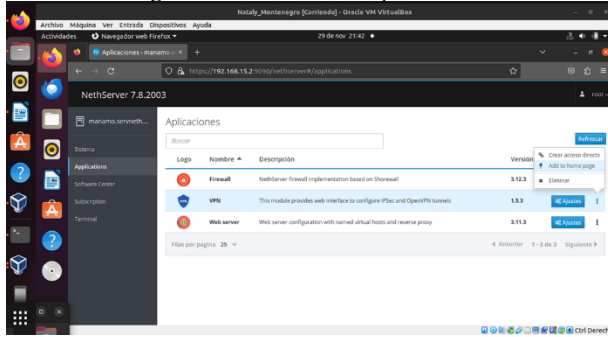 Nataly_Montenegro [Corriendo] - Oracle VM VirtualBox
Archivo Máquina Ver Entrada Dispositivos Ayuda
Actividades Navegador web Firefox 29 de nov 21:42
Aplicaciones - manamo.s
https://192.168.15.2:9090/nethserver#/applications
NethServer 7.8.2003
root
manamo.servneth...
Sistema
Applications
Software Center
Subscription
Terminal
Aplicaciones
Buscar
Refrescar
Logo Nombre Descripción Versión
Crear acceso directo
Add to home page
Eliminar
Firewall NethServer firewall implementation based on Shorewall 3.12.3
VPN This module provides web interface to configure IPSec and OpenVPN tunnels 1.5.3 Ajustes
Web server Web server configuration with named virtual hosts and reverse proxy 3.11.3 Ajustes
Filas por pagina 25 Anterior 1 - 3 de 3 Siguiente
Ctrl Derech